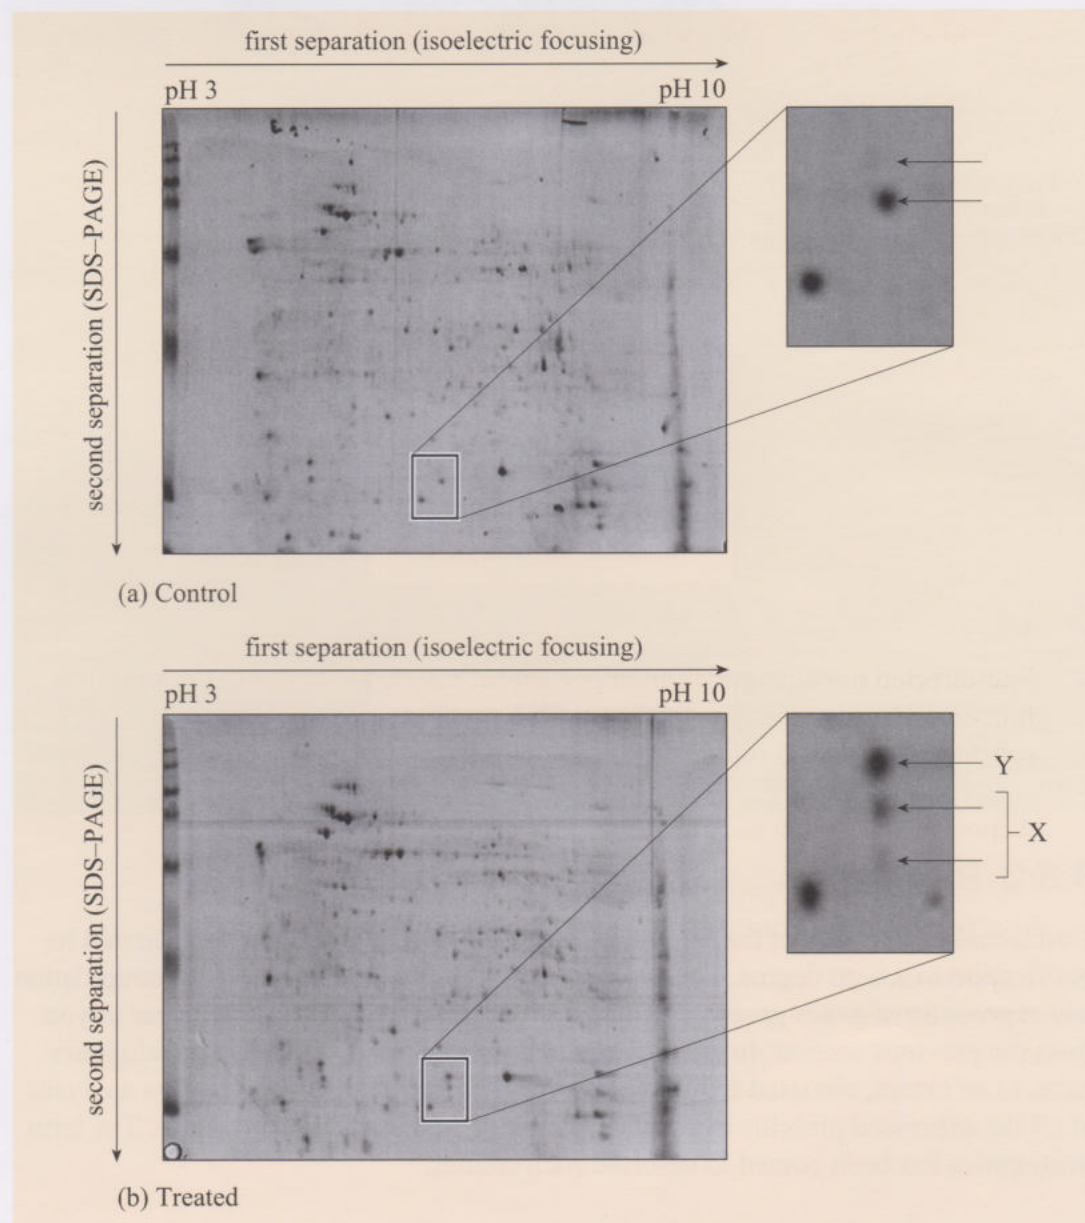 first separation (isoelectric focusing)
pH 3
pH 10
second separation (SDS–PAGE)
(a) Control
first separation (isoelectric focusing)
pH 3
pH 10
second separation (SDS–PAGE)
Y
X
(b) Treated